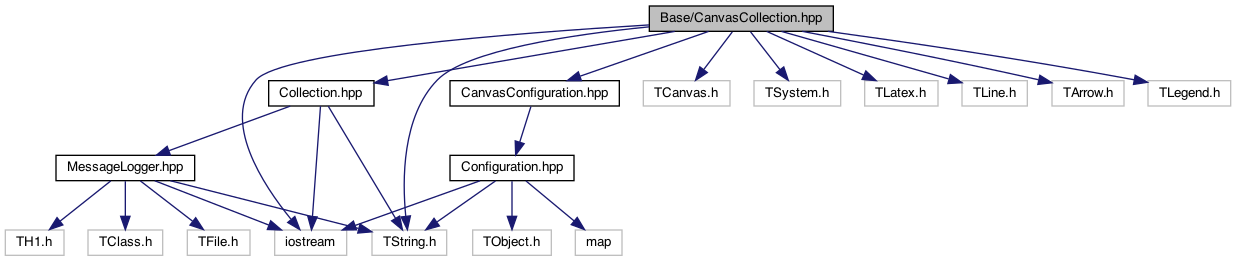 Base/CanvasCollection.hpp
Collection.hpp
CanvasConfiguration.hpp
TCanvas.h
TSystem.h
TLatex.h
TLine.h
TArrow.h
TLegend.h
MessageLogger.hpp
Configuration.hpp
TH1.h
TClass.h
TFile.h
iostream
TString.h
TObject.h
map